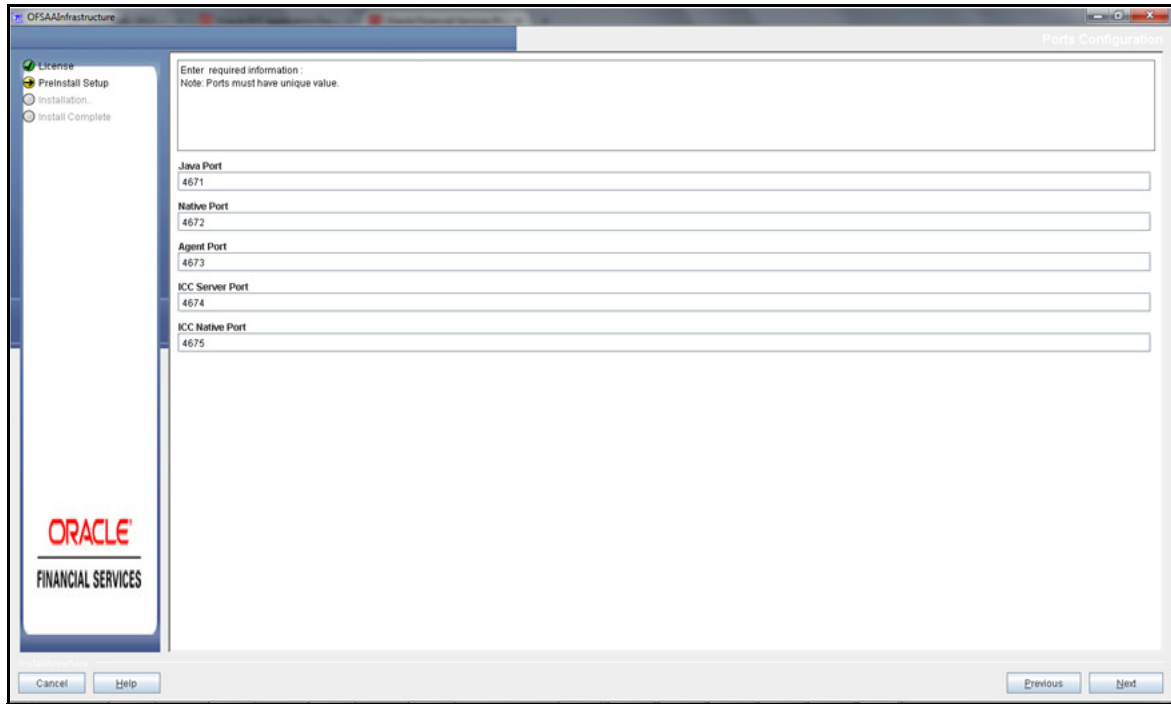 OFSAAInfrastructure
Ports Configuration
License
PreInstall Setup
Installation..
Install Complete
Enter required information :
Note: Ports must have unique value.
Java Port
4671
Native Port
4672
Agent Port
4673
ICC Server Port
4674
ICC Native Port
4675
ORACLE
FINANCIAL SERVICES
InstallAnywhere
Cancel
Help
Previous
Next